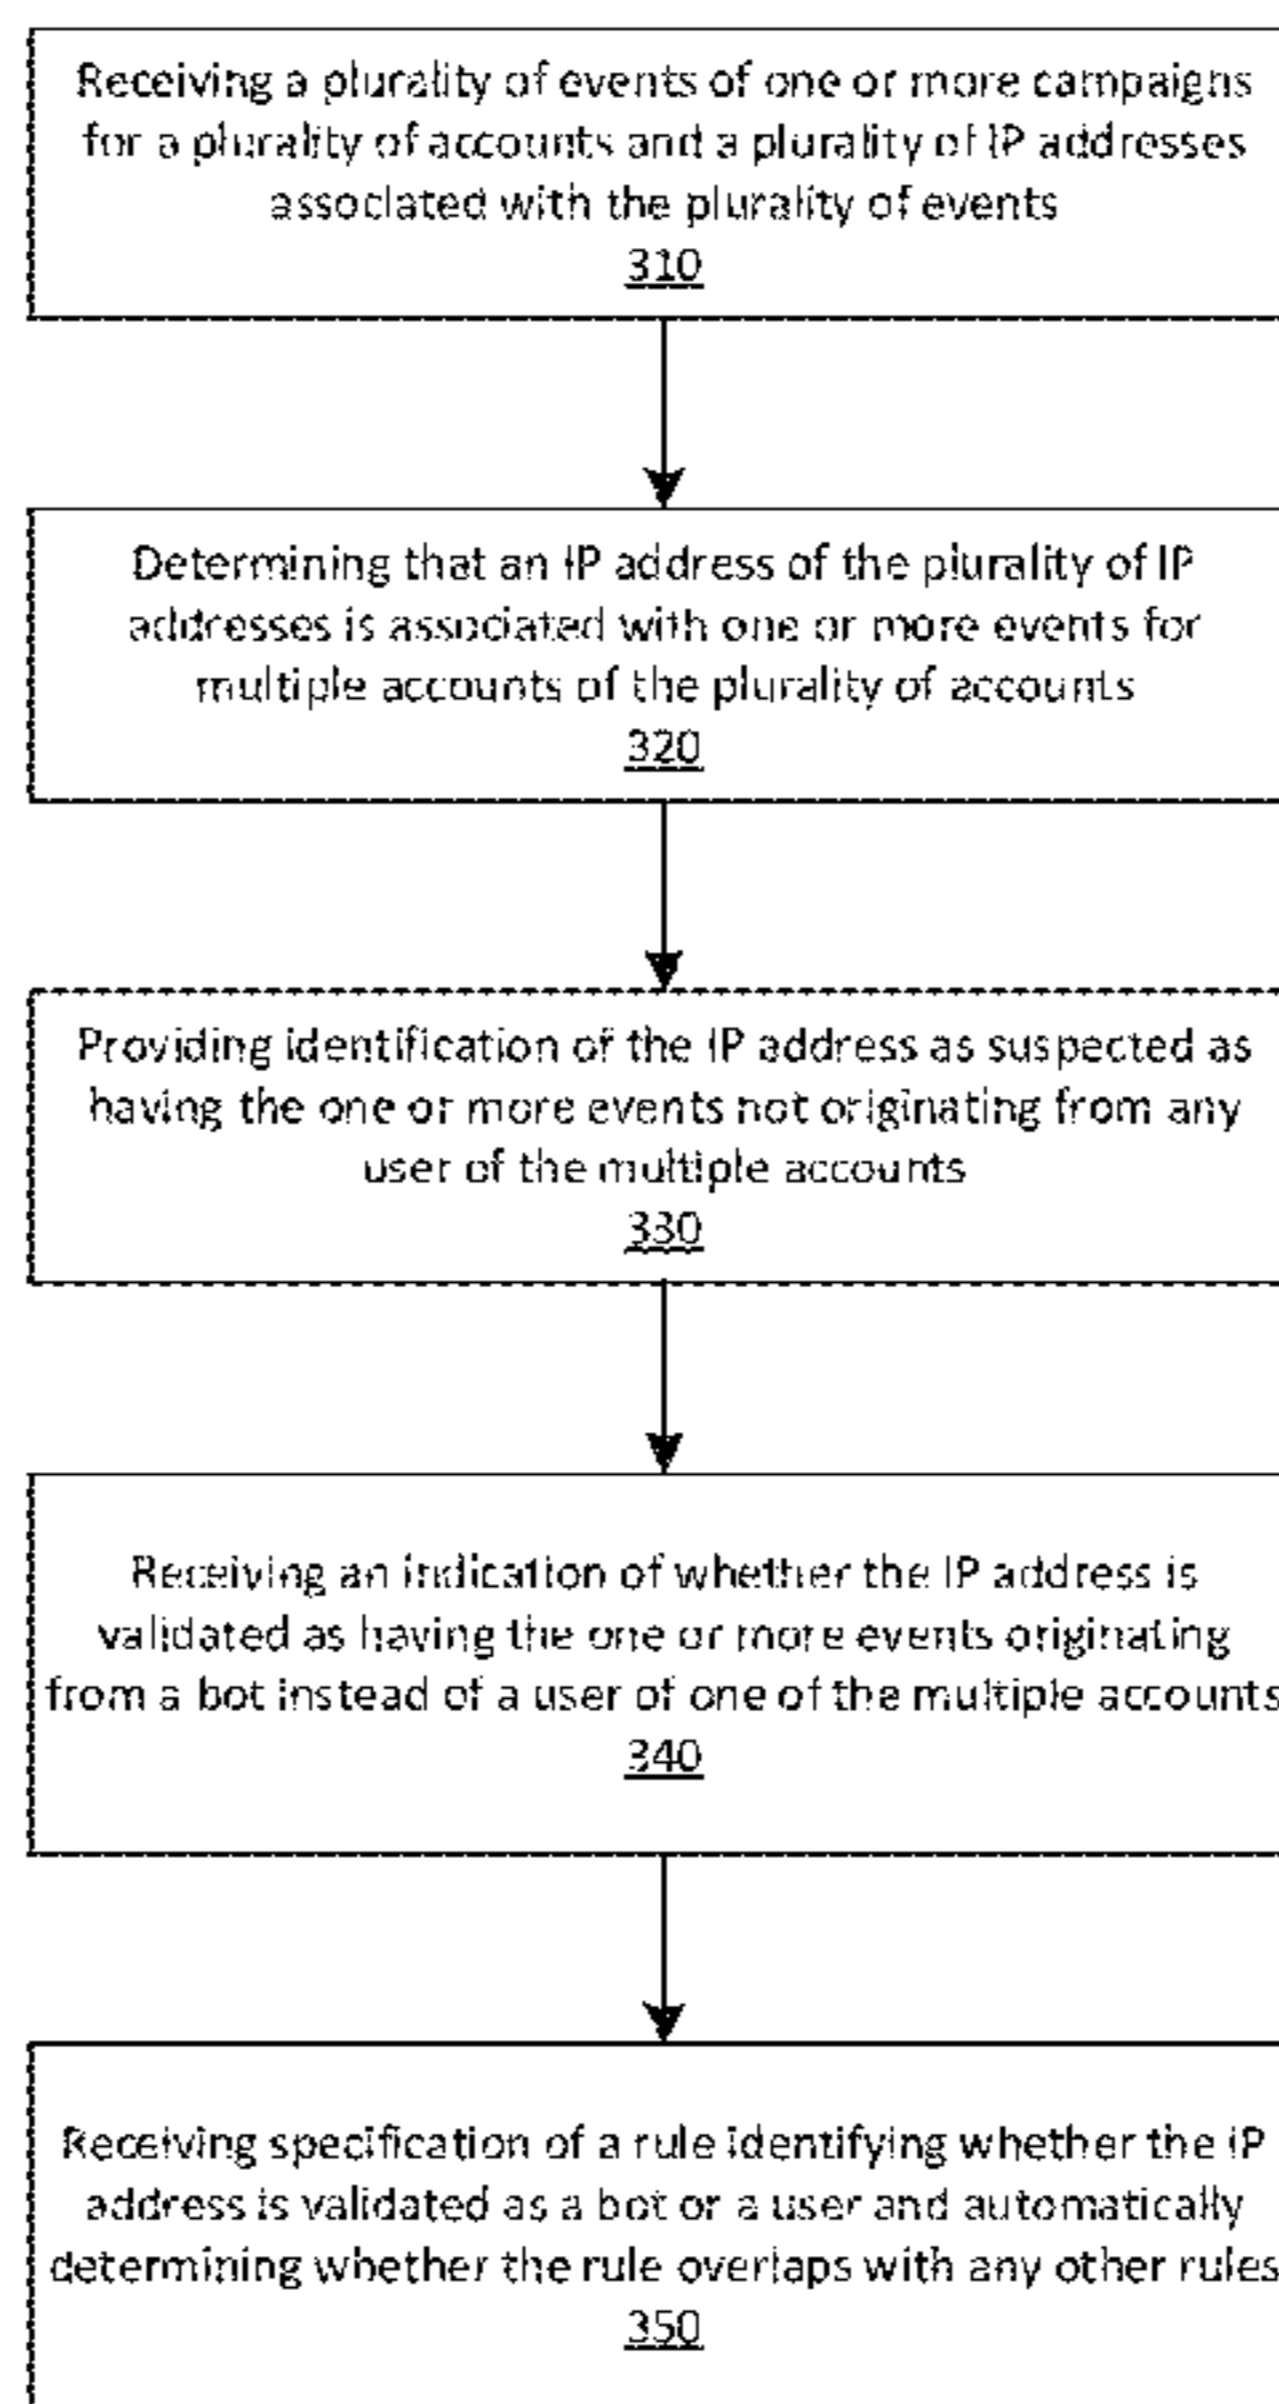 Receiving a plurality of events of one or more campaigns
for a plurality of accounts and a plurality of IP addresses
associated with the plurality of events
310
Determining that an IP address of the plurality of IP
addresses is associated with one or more events for
multiple accounts of the plurality of accounts
320
Providing identification of the IP address as suspected as
having the one or more events not originating from any
user of the multiple accounts
330
Receiving an indication of whether the IP address is
validated as having the one or more events originating
from a bot instead of a user of one of the multiple accounts
340
Receiving specification of a rule identifying whether the IP
address is validated as a bot or a user and automatically
determining whether the rule overlaps with any other rules
350